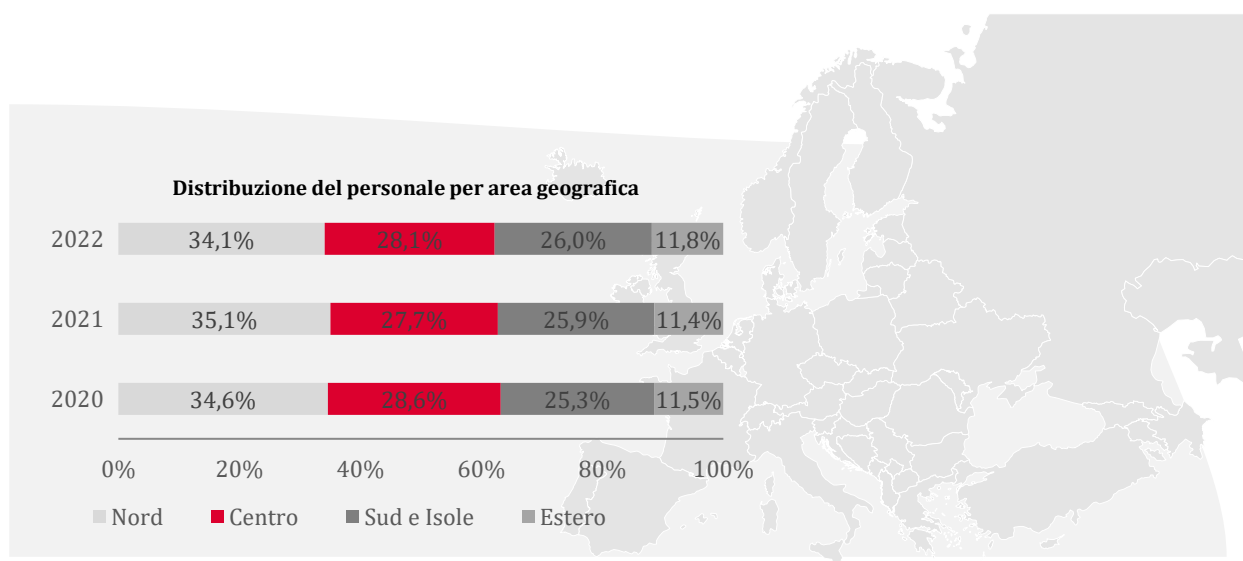 Distribuzione del personale per area geografica
2022 34,1% 28,1% 26,0% 11,8%
2021 35,1% 27,7% 25,9% 11,4%
2020 34,6% 28,6% 25,3% 11,5%
0% 20% 40% 60% 80% 100%
Nord Centro Sud e Isole Estero